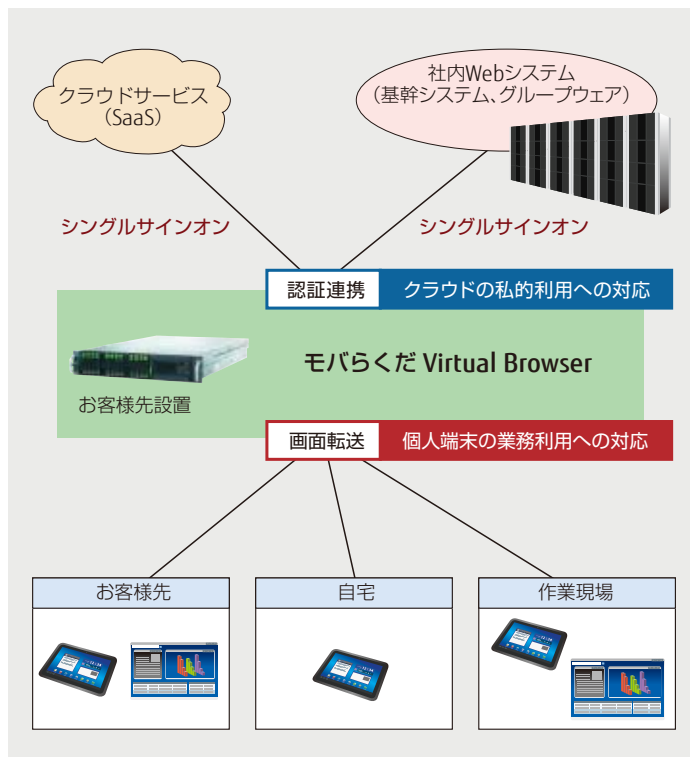 クラウドサービス
（SaaS）
社内Webシステム
（基幹システム、グループウェア）
シングルサインオン
シングルサインオン
認証連携
クラウドの私的利用への対応
モバらくだ Virtual Browser
お客様先設置
画面転送
個人端末の業務利用への対応
お客様先
自宅
作業現場